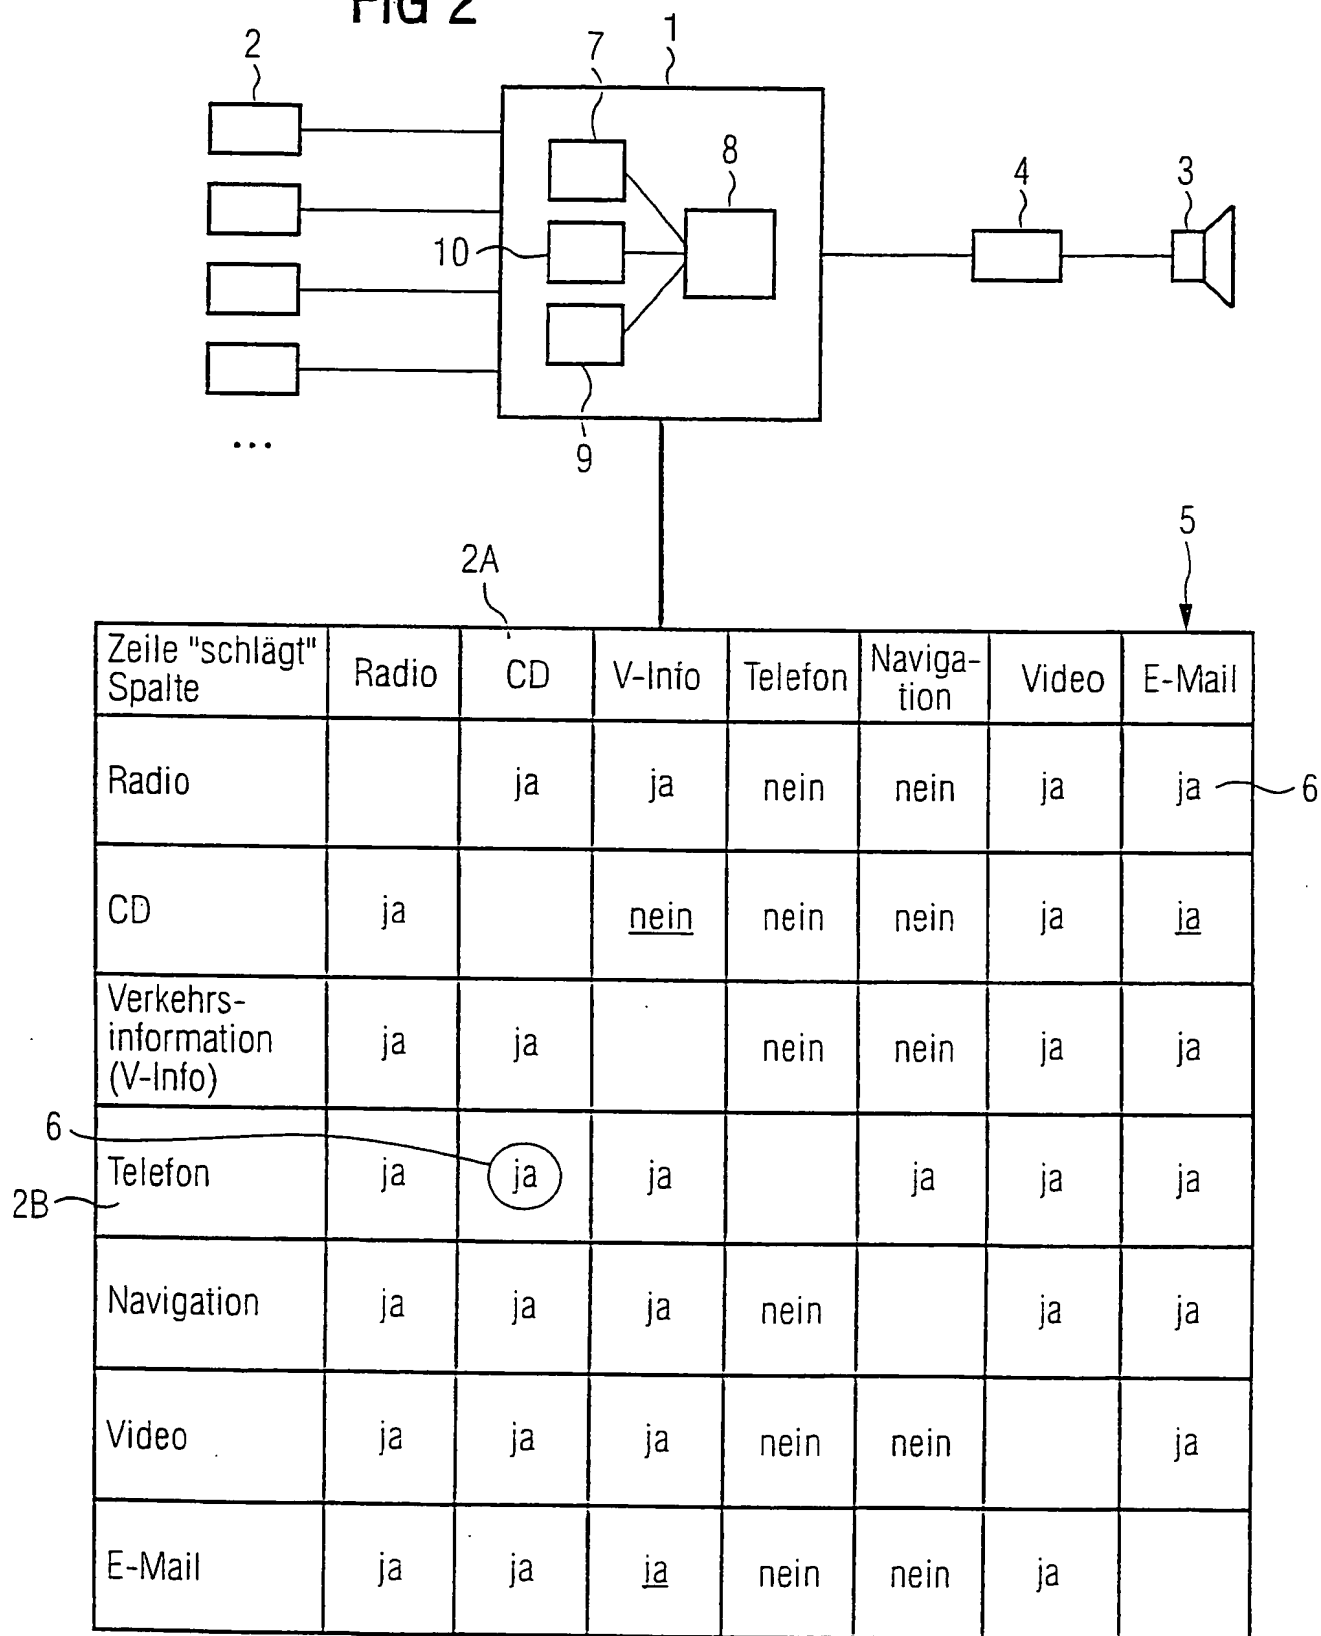 FIG 2
1
2
7
8
4
3
10
9
5
2A
Zeile "schlägt"
Spalte
Radio
CD
V-Info
Telefon
Naviga-
tion
Video
E-Mail
Radio
ja
ja
nein
nein
ja
ja
6
CD
ja
nein
nein
nein
ja
ja
Verkehrs-
information
(V-Info)
ja
ja
nein
nein
ja
ja
6
Telefon
ja
ja
ja
ja
ja
ja
2B
Navigation
ja
ja
ja
nein
ja
ja
Video
ja
ja
ja
nein
nein
ja
E-Mail
ja
ja
ja
nein
nein
ja